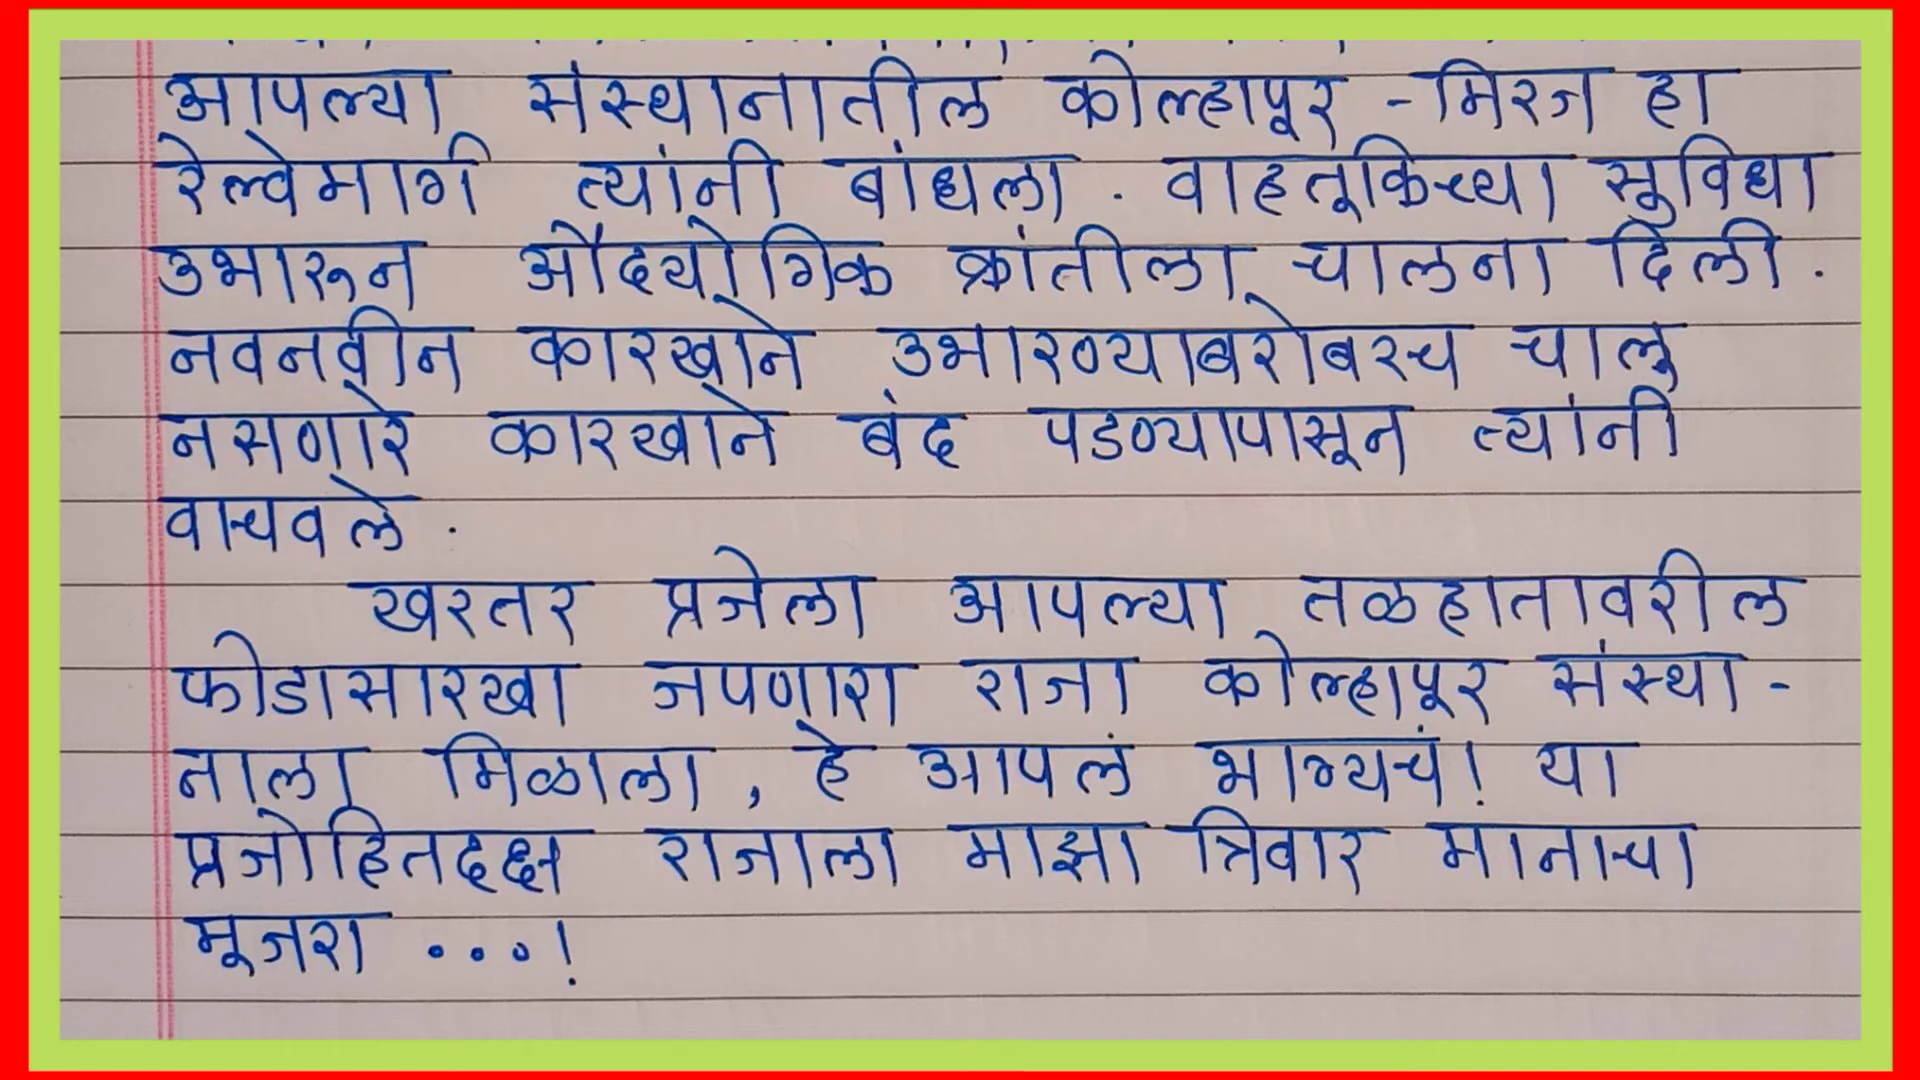 आपल्या संस्थानातील कोल्हापूर - मिरज हा
रेल्वेमार्ग त्यांनी बांधला . वाहतूकिच्या सुविधा
उभारून औदयोगिक क्रांतीला चालना दिली .
नवनवीन कारखाने उभारण्याबरोबरच चालु
नसणारे कारखाने बंद पडण्यापासून त्यांनी
वाचवले .
खरतर प्रजेला आपल्या तळहातावरील
फोडासारखा जपणारा राजा कोल्हापूर संस्था -
नाला मिळाला , हे आपलं भाग्यचं! या
प्रजोहितदक्ष राजाला माझा त्रिवार मानाचा
मूजरा ...!